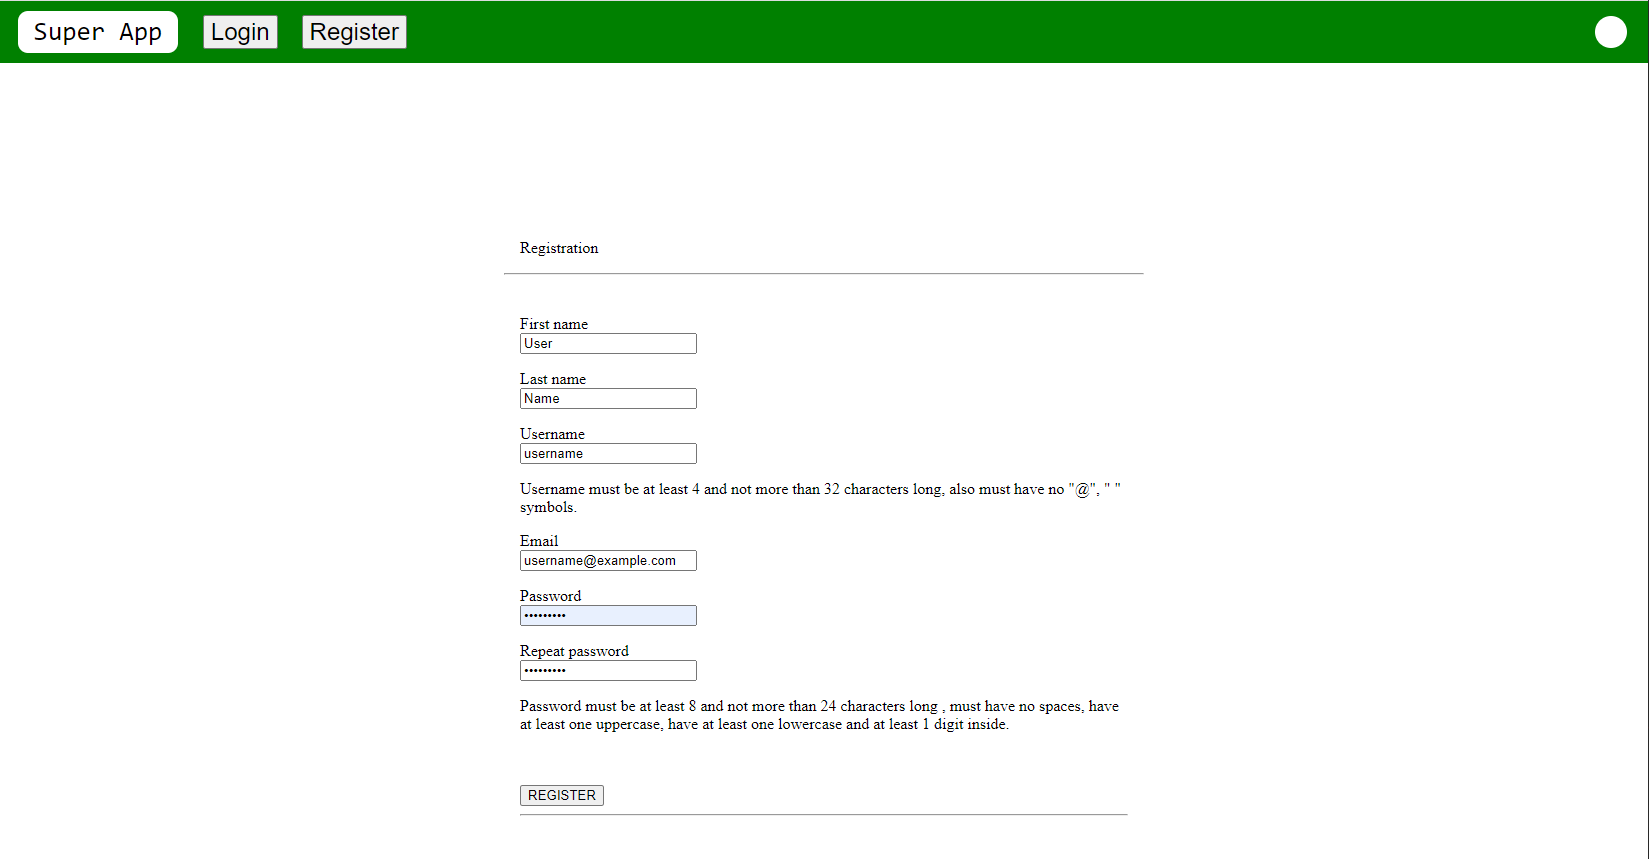 Super App Login Register
Registration
First name
User
Last name
Name
Username
username
Username must be at least 4 and not more than 32 characters long, also must have no "@", " "
symbols.
Email
username@example.com
Password
•••••••••
Repeat password
•••••••••
Password must be at least 8 and not more than 24 characters long , must have no spaces, have
at least one uppercase, have at least one lowercase and at least 1 digit inside.
REGISTER